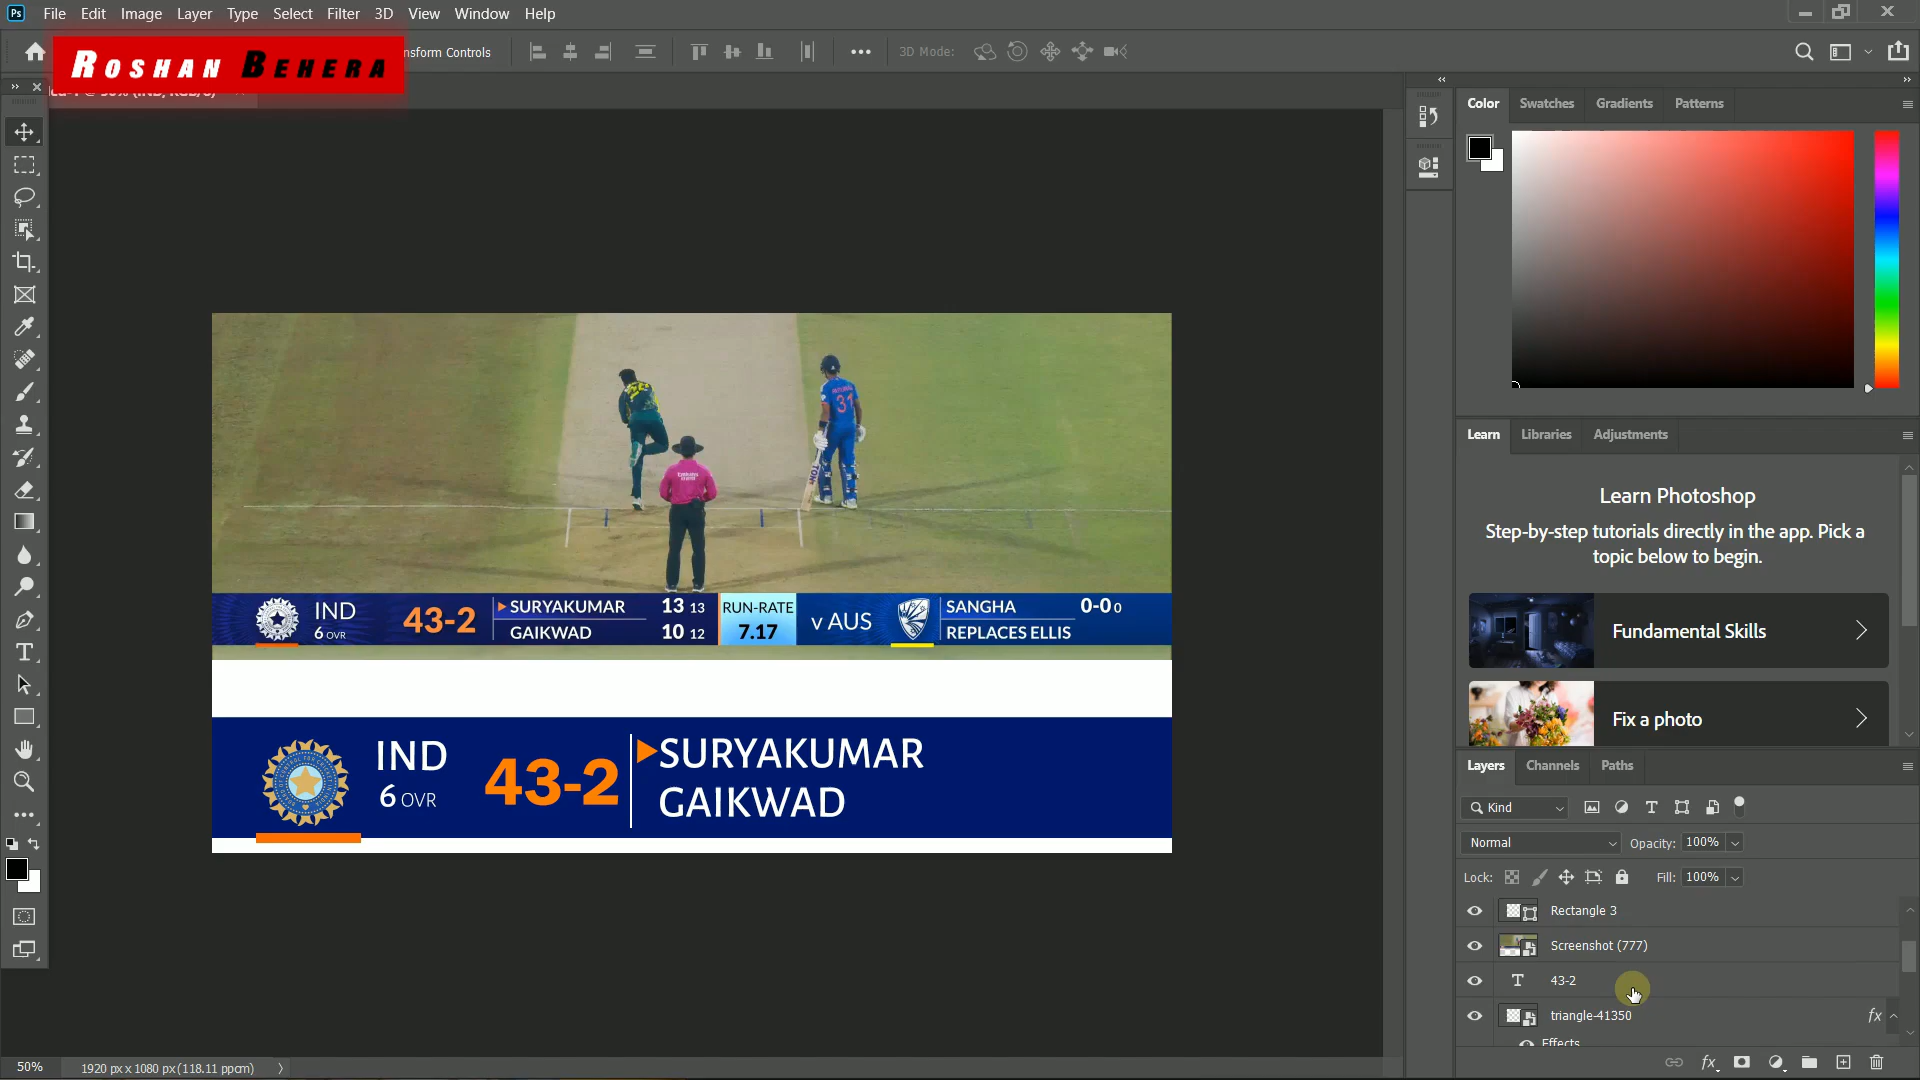 Ps File Edit Image Layer Type Select Filter 3D View Window Help
ROSHAN BEHERA
nsform Controls
3D Mode:
Color Swatches Gradients Patterns
31
IND
6 OVR
43-2
SURYAKUMAR 13 13
GAIKWAD 10 12
RUN-RATE
7.17
v AUS
SANGHA 0-0 0
REPLACES ELLIS
IND
6 OVR
43-2
SURYAKUMAR
GAIKWAD
Learn Libraries Adjustments
Learn Photoshop
Step-by-step tutorials directly in the app. Pick a
topic below to begin.
Fundamental Skills
Fix a photo
Layers Channels Paths
Kind
Normal Opacity: 100%
Lock: Fill: 100%
Rectangle 3
Screenshot (777)
T 43-2
triangle-41350 fx
Effects
50% 1920 px x 1080 px (118.11 ppcm)